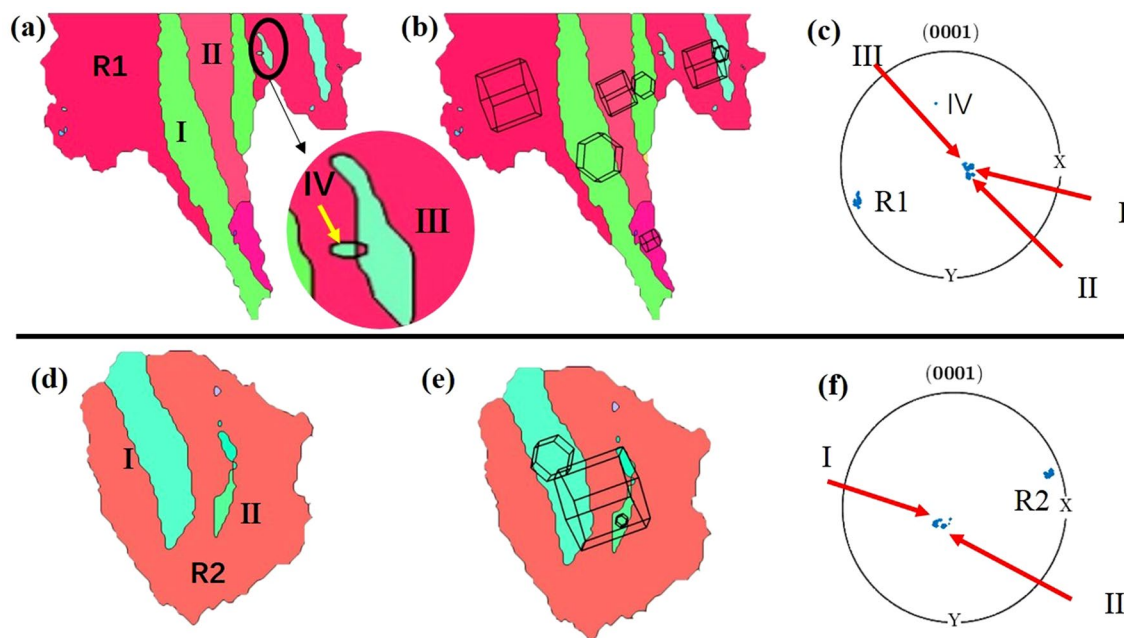 (a)
R1
I
II
IV
III
(b)
(c)
(0001)
III
IV
X
R1
I
II
Y
(d)
I
II
R2
(e)
(f)
(0001)
I
R2
X
II
Y